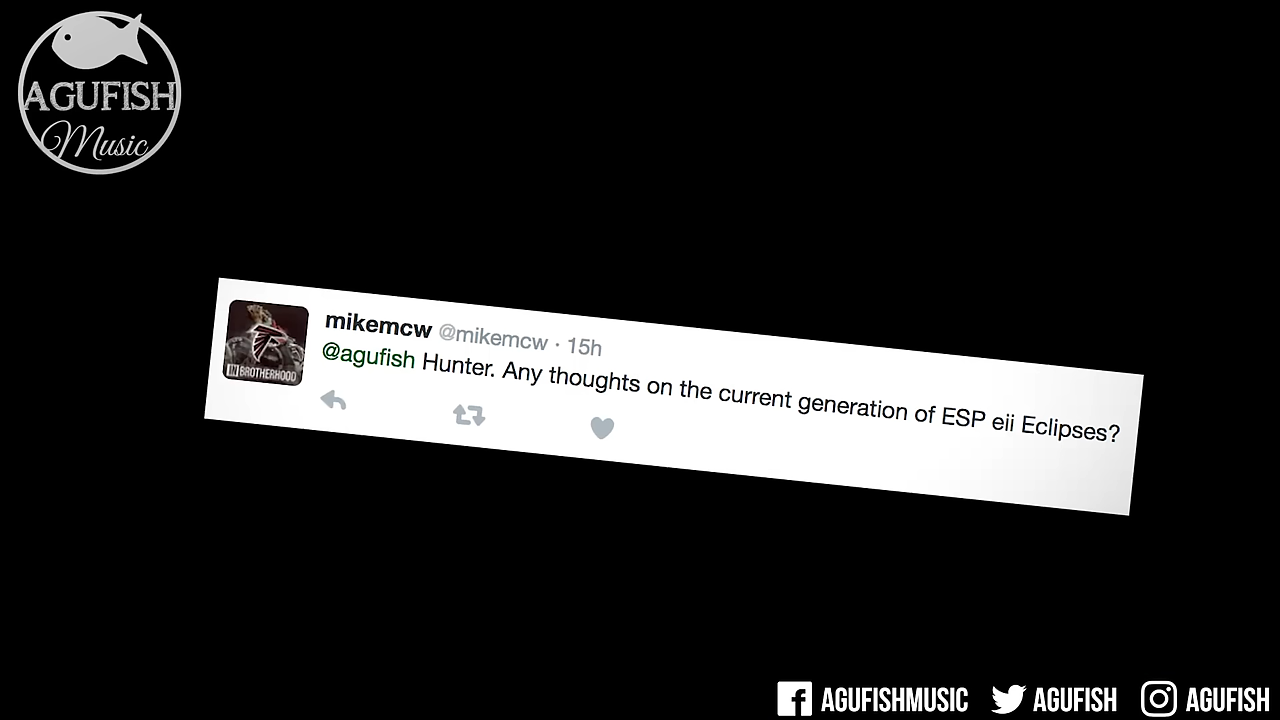 AGUFISH
Music
mikemcw @mikemcw · 15h
@agufish Hunter. Any thoughts on the current generation of ESP eii Eclipses?
IN BROTHERHOOD
AGUFISHMUSIC AGUFISH AGUFISH